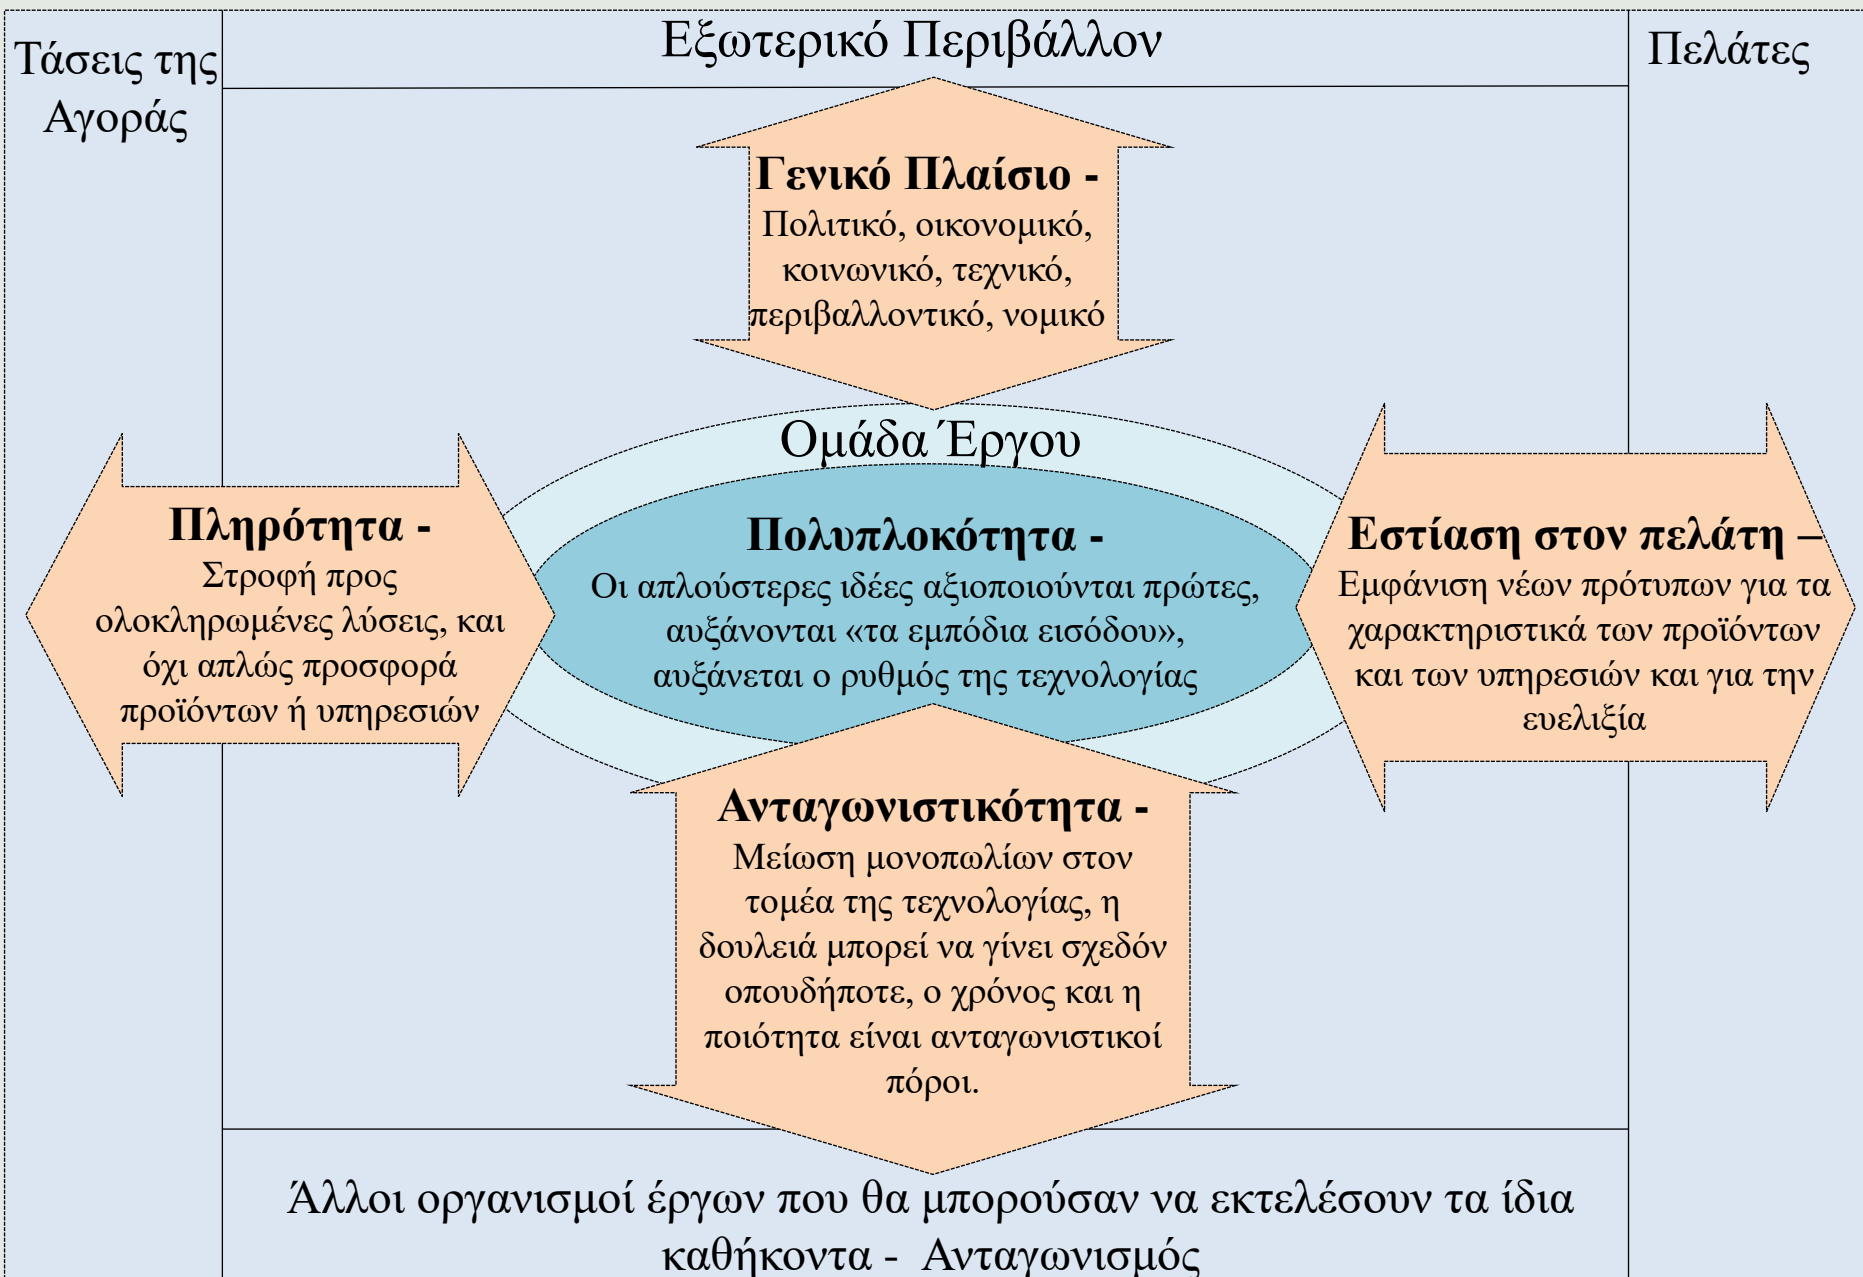 Τάσεις της
Αγοράς
Εξωτερικό Περιβάλλον
Πελάτες
Γενικό Πλαίσιο -
Πολιτικό, οικονομικό,
κοινωνικό, τεχνικό,
περιβαλλοντικό, νομικό
Ομάδα Έργου
Πληρότητα -
Στροφή προς
ολοκληρωμένες λύσεις, και
όχι απλώς προσφορά
προϊόντων ή υπηρεσιών
Πολυπλοκότητα -
Οι απλούστερες ιδέες αξιοποιούνται πρώτες,
αυξάνονται «τα εμπόδια εισόδου»,
αυξάνεται ο ρυθμός της τεχνολογίας
Εστίαση στον πελάτη –
Εμφάνιση νέων πρότυπων για τα
χαρακτηριστικά των προϊόντων
και των υπηρεσιών και για την
ευελιξία
Ανταγωνιστικότητα -
Μείωση μονοπωλίων στον
τομέα της τεχνολογίας, η
δουλειά μπορεί να γίνει σχεδόν
οπουδήποτε, ο χρόνος και η
ποιότητα είναι ανταγωνιστικοί
πόροι.
Άλλοι οργανισμοί έργων που θα μπορούσαν να εκτελέσουν τα ίδια
καθήκοντα - Ανταγωνισμός